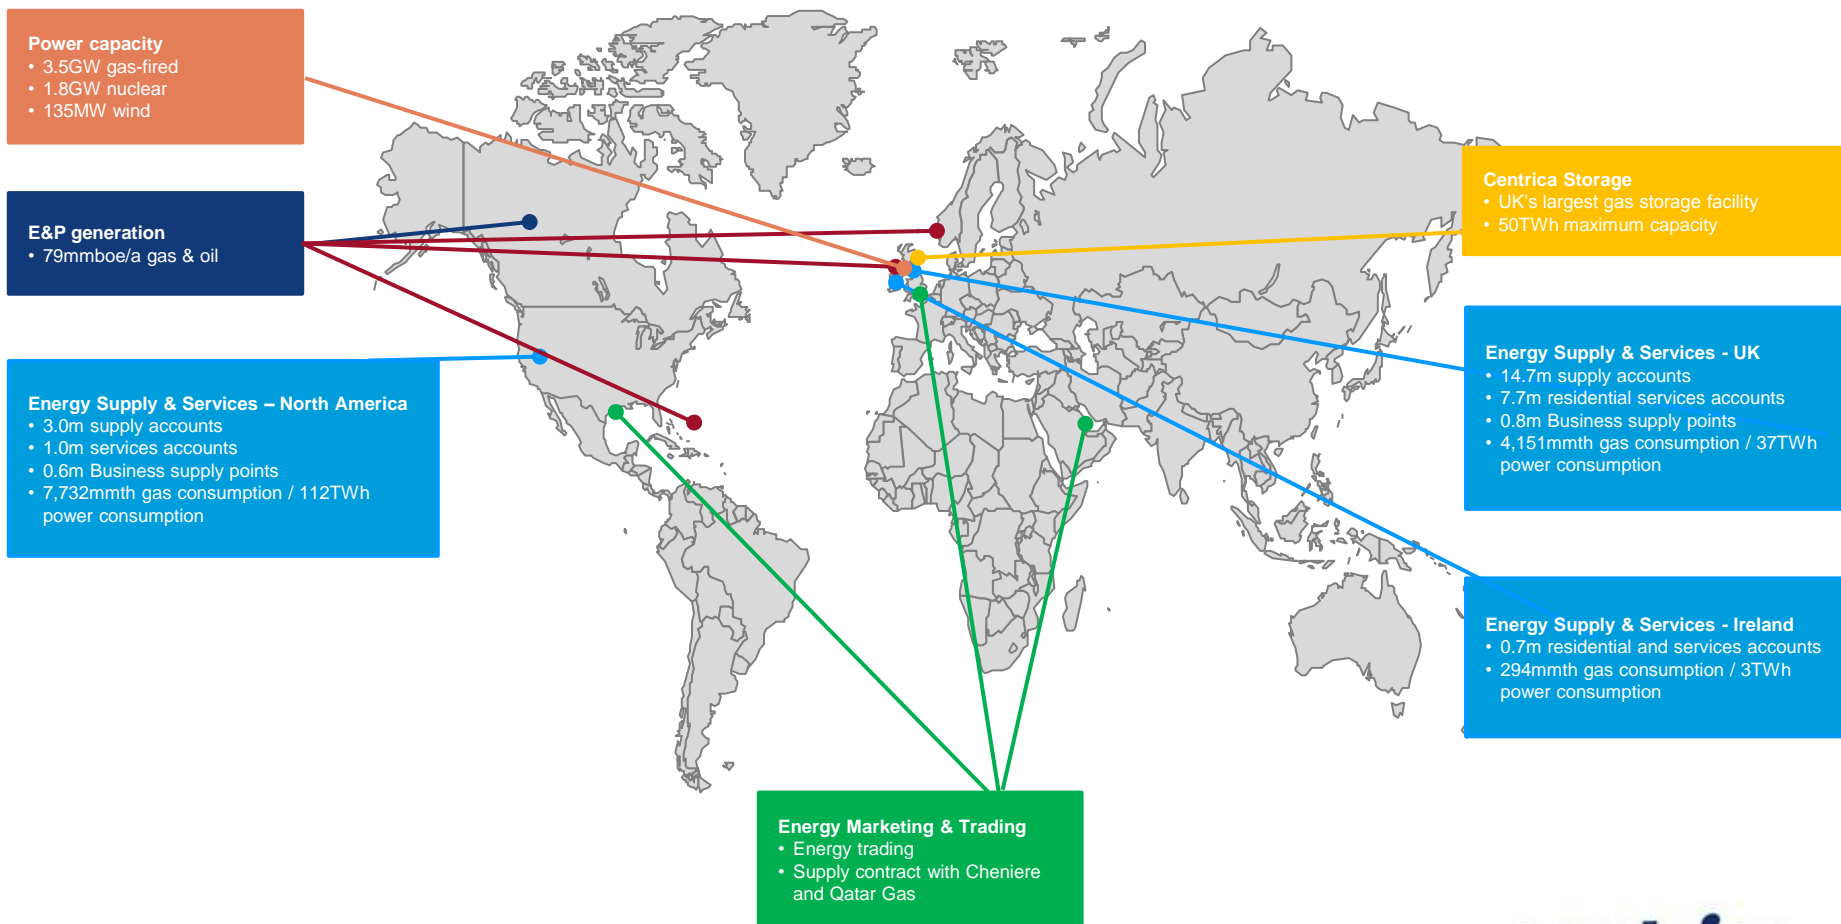 Power capacity
• 3.5GW gas-fired
• 1.8GW nuclear
• 135MW wind
E&P generation
• 79mmboe/a gas & oil
Energy Supply & Services – North America
• 3.0m supply accounts
• 1.0m services accounts
• 0.6m Business supply points
• 7,732mmth gas consumption / 112TWh
power consumption
Centrica Storage
• UK's largest gas storage facility
• 50TWh maximum capacity
Energy Supply & Services - UK
• 14.7m supply accounts
• 7.7m residential services accounts
• 0.8m Business supply points
• 4,151mmth gas consumption / 37TWh
power consumption
Energy Supply & Services - Ireland
• 0.7m residential and services accounts
• 294mmth gas consumption / 3TWh
power consumption
Energy Marketing & Trading
• Energy trading
• Supply contract with Cheniere
and Qatar Gas